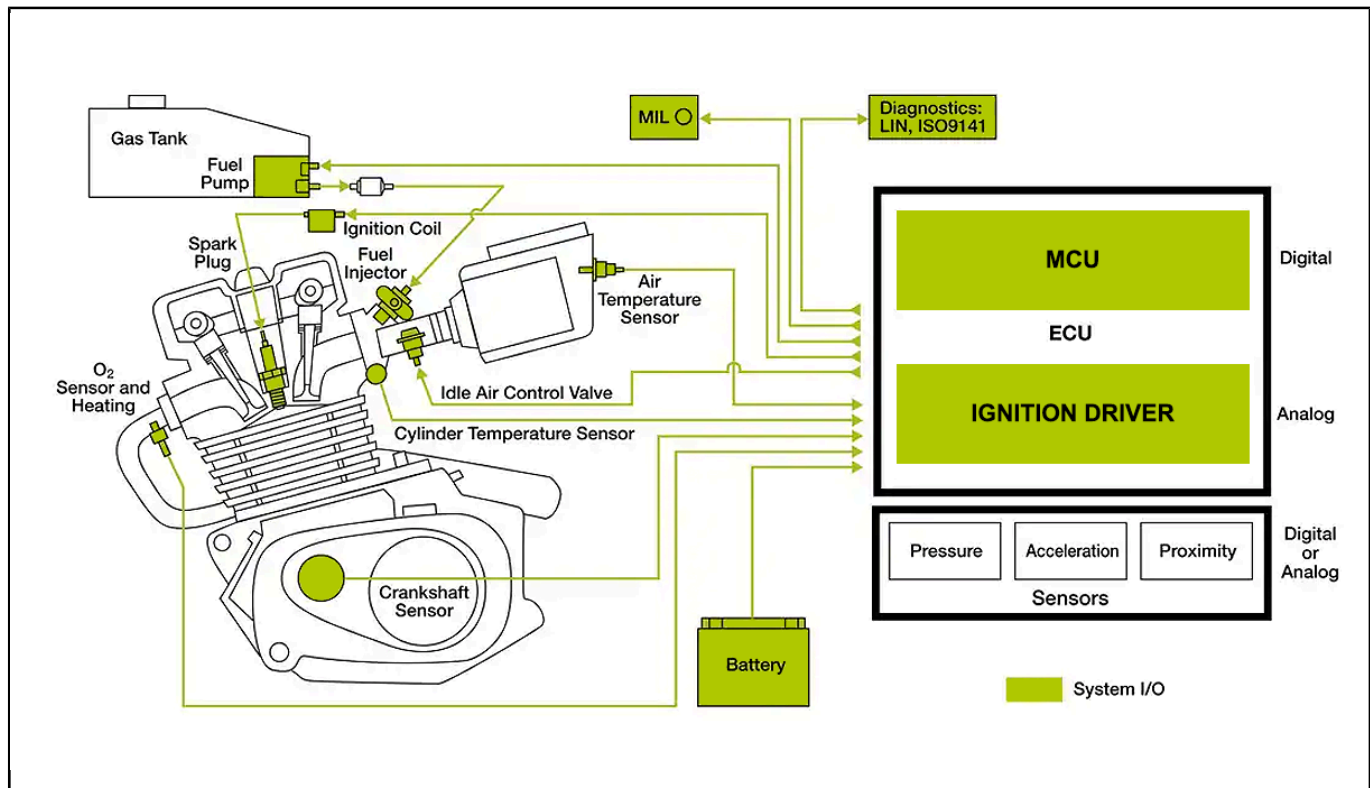 Gas Tank
Fuel
Pump
MIL
Diagnostics:
LIN, ISO9141
Ignition Coil
Spark
Plug
Fuel
Injector
Air
Temperature
Sensor
O2
Sensor and
Heating
Idle Air Control Valve
Cylinder Temperature Sensor
Crankshaft
Sensor
Battery
MCU
Digital
ECU
IGNITION DRIVER
Analog
Pressure
Acceleration
Proximity
Sensors
Digital
or
Analog
System I/O